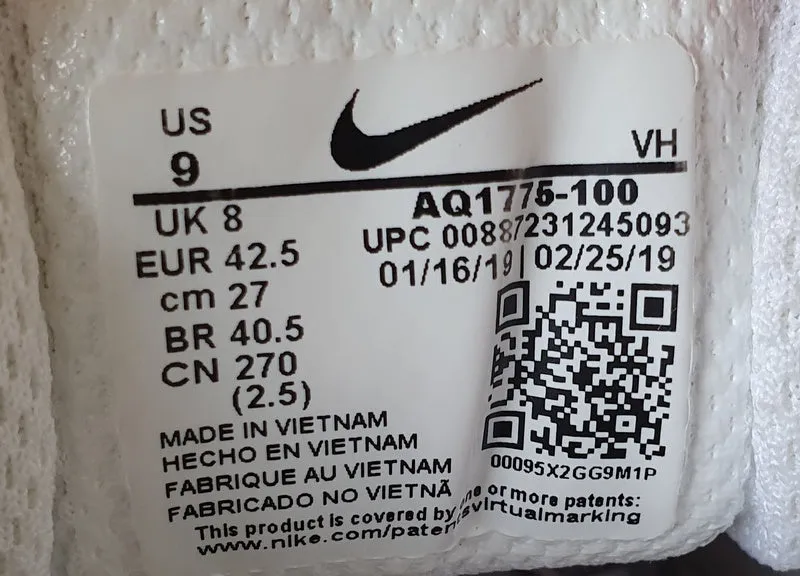 US
9
VH
UK 8
EUR 42.5
cm 27
BR 40.5
CN 270
(2.5)
AQ1775-100
UPC 00887231245093
01/16/19 | 02/25/19
00095X2GG9M1P
MADE IN VIETNAM
HECHO EN VIETNAM
FABRIQUE AU VIETNAM
FABRICADO NO VIETNÃ
This product is covered by one or more patents:
www.nike.com/patentsvirtualmarking